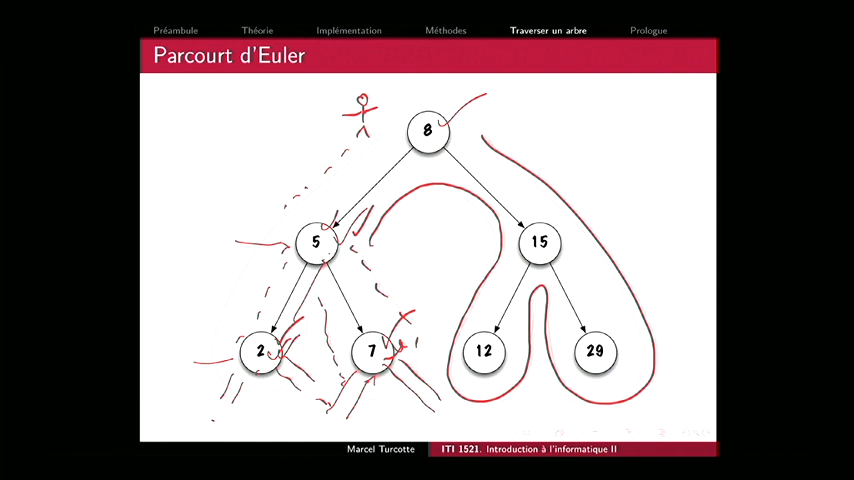 Préambule Théorie Implémentation Méthodes Traverser un arbre Prologue
Parcourt d'Euler
8
5 15
2 7 12 29
Marcel Turcotte ITI 1521. Introduction à l'informatique II